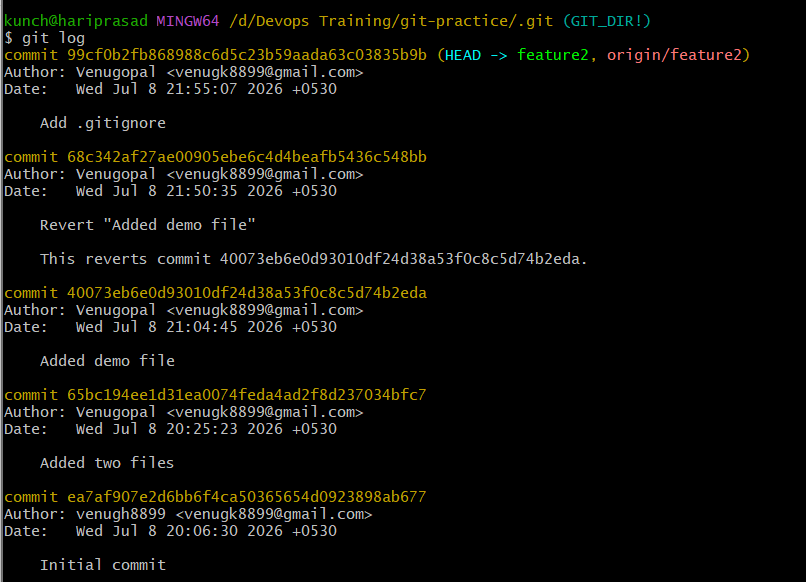 kunch@hariprasad MINGW64 /d/Devops Training/git-practice/.git (GIT_DIR!)
$ git log
commit 99cf0b2fb868988c6d5c23b59aada63c03835b9b (HEAD -> feature2, origin/feature2)
Author: Venugopal <venugk8899@gmail.com>
Date:   Wed Jul 8 21:55:07 2026 +0530

    Add .gitignore

commit 68c342af27ae00905ebe6c4d4beafb5436c548bb
Author: Venugopal <venugk8899@gmail.com>
Date:   Wed Jul 8 21:50:35 2026 +0530

    Revert "Added demo file"

    This reverts commit 40073eb6e0d93010df24d38a53f0c8c5d74b2eda.

commit 40073eb6e0d93010df24d38a53f0c8c5d74b2eda
Author: Venugopal <venugk8899@gmail.com>
Date:   Wed Jul 8 21:04:45 2026 +0530

    Added demo file

commit 65bc194ee1d31ea0074feda4ad2f8d237034bfc7
Author: Venugopal <venugk8899@gmail.com>
Date:   Wed Jul 8 20:25:23 2026 +0530

    Added two files

commit ea7af907e2d6bb6f4ca50365654d0923898ab677
Author: venugh8899 <venugk8899@gmail.com>
Date:   Wed Jul 8 20:06:30 2026 +0530

    Initial commit